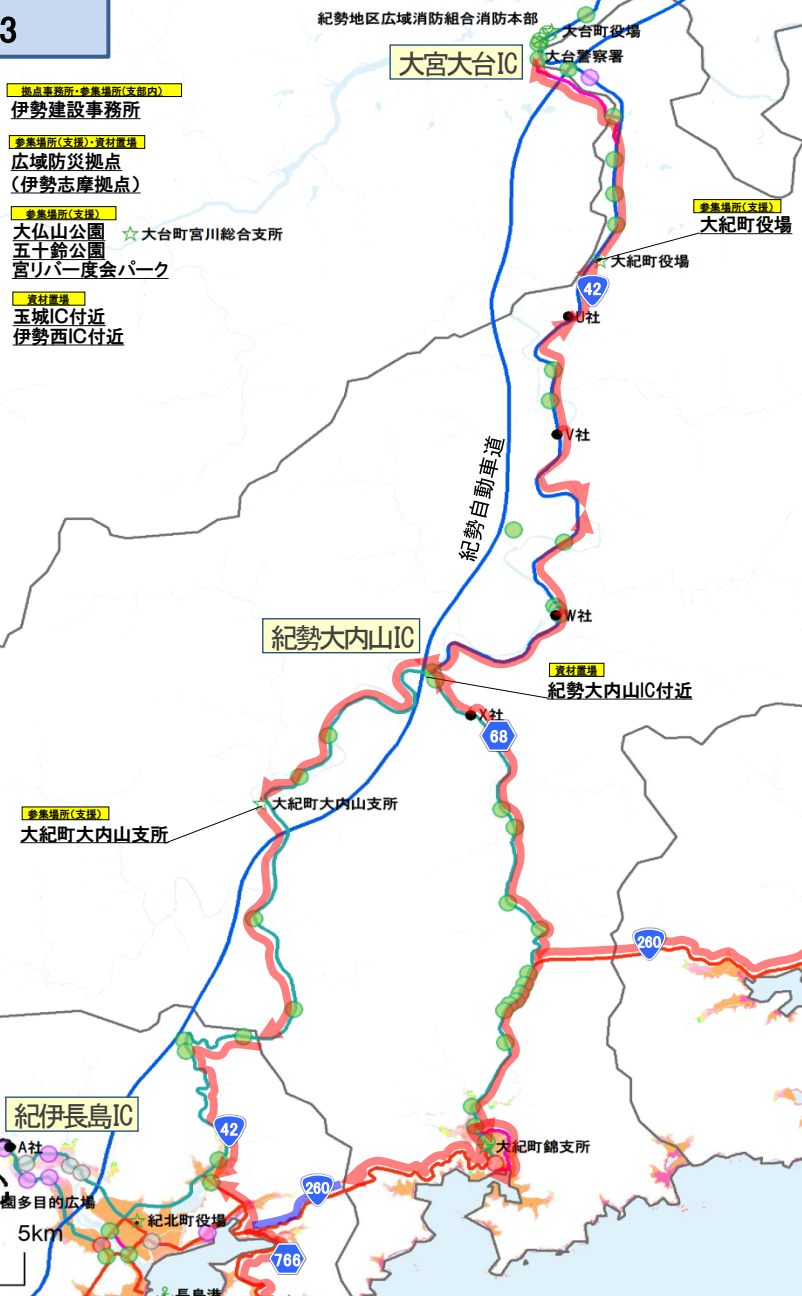 3
紀勢地区広域消防組合消防本部
大台町役場
大宮大台IC
大台警察署
拠点事務所・参集場所(支部内)
伊勢建設事務所
参集場所(支援)・資材置場
広域防災拠点
(伊勢志摩拠点)
参集場所(支援)
大仏山公園
五十鈴公園
宮リバー度会パーク
大台町宮川総合支所
資材置場
玉城IC付近
伊勢西IC付近
参集場所(支援)
大紀町役場
大紀町役場
42
U社
V社
紀勢自動車道
W社
紀勢大内山IC
資材置場
紀勢大内山IC付近
X社
68
大紀町大内山支所
参集場所(支援)
大紀町大内山支所
260
紀伊長島IC
42
A社
大紀町錦支所
260
園多目的広場
紀北町役場
5km
766
長島港